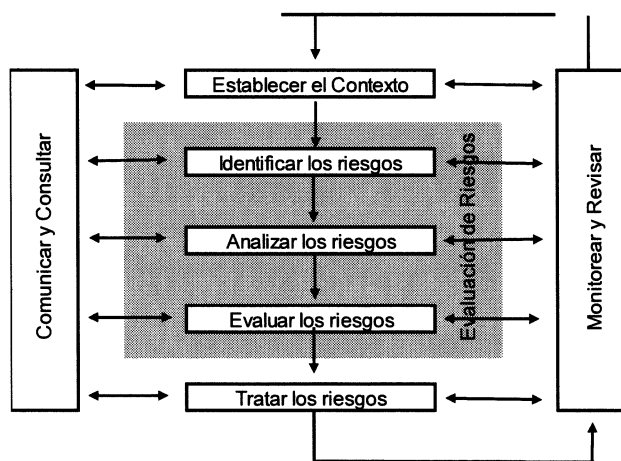 Establecer el Contexto
Identificar los riesgos
Analizar los riesgos
Evaluar los riesgos
Tratar los riesgos
Comunicar y Consultar
Evaluación de Riesgos
Monitorear y Revisar